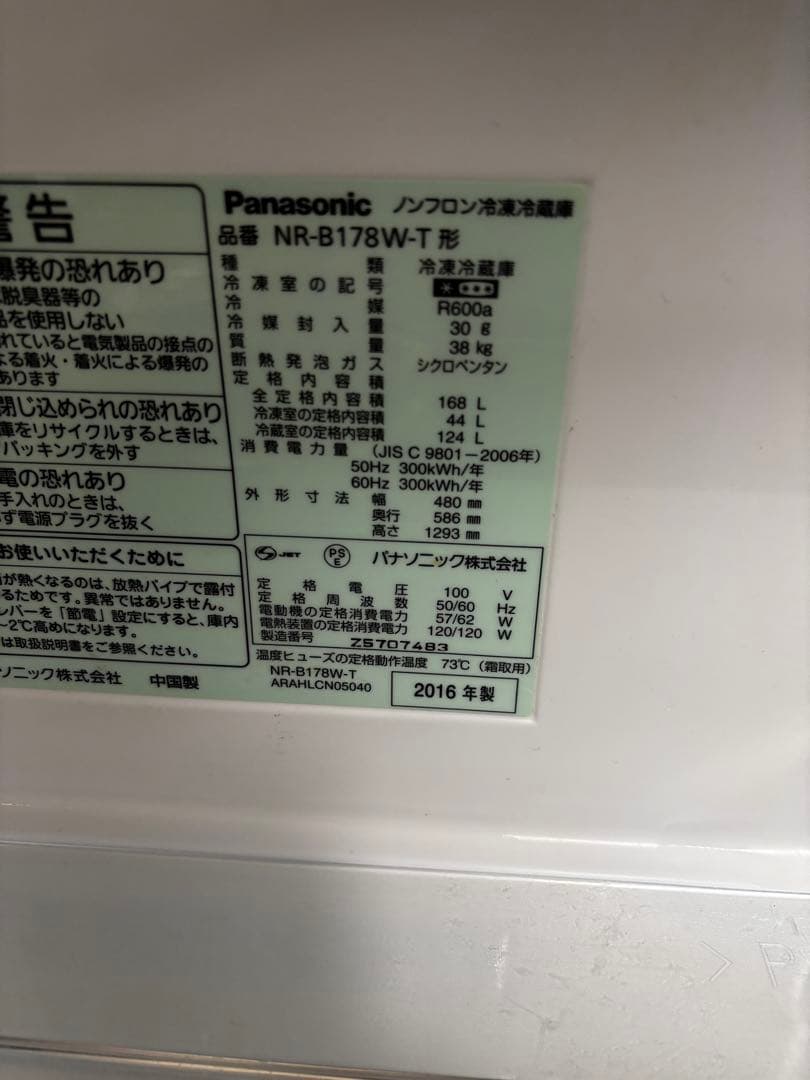 警告
爆発の恐れあり
脱臭器等の
品を使用しない
れていると電気製品の接点の
よる着火・着火による爆発の
あります
閉じ込められの恐れあり
庫をリサイクルするときは、
パッキングを外す
電の恐れあり
手入れのときは、
ず電源プラグを抜く
お使いいただくために
が熱くなるのは、放熱パイプで露付
るためです。異常ではありません。
レバーを「節電」設定にすると、庫内
~2℃高めになります。
は取扱説明書をご参照ください。
ソニック株式会社 中国製
Panasonic ノンフロン冷凍冷蔵庫
品番 NR-B178W-T 形
種類 冷凍冷蔵庫
冷凍室の記号
冷媒 R600a
冷媒封入量 30 g
質量 38 kg
断熱発泡ガス シクロペンタン
定格内容積
全定格内容積 168 L
冷凍室の定格内容積 44 L
冷蔵室の定格内容積 124 L
消費電力量 (JIS C 9801-2006年)
50Hz 300kWh/年
60Hz 300kWh/年
外形寸法 幅 480 mm
奥行 586 mm
高さ 1293 mm
JET PS E パナソニック株式会社
定格電圧 100 V
定格周波数 50/60 Hz
電動機の定格消費電力 57/62 W
電熱装置の定格消費電力 120/120 W
製造番号 Z5707483
温度ヒューズの定格動作温度 73℃（霜取用）
NR-B178W-T
ARAHLCN05040
2016 年製
>P